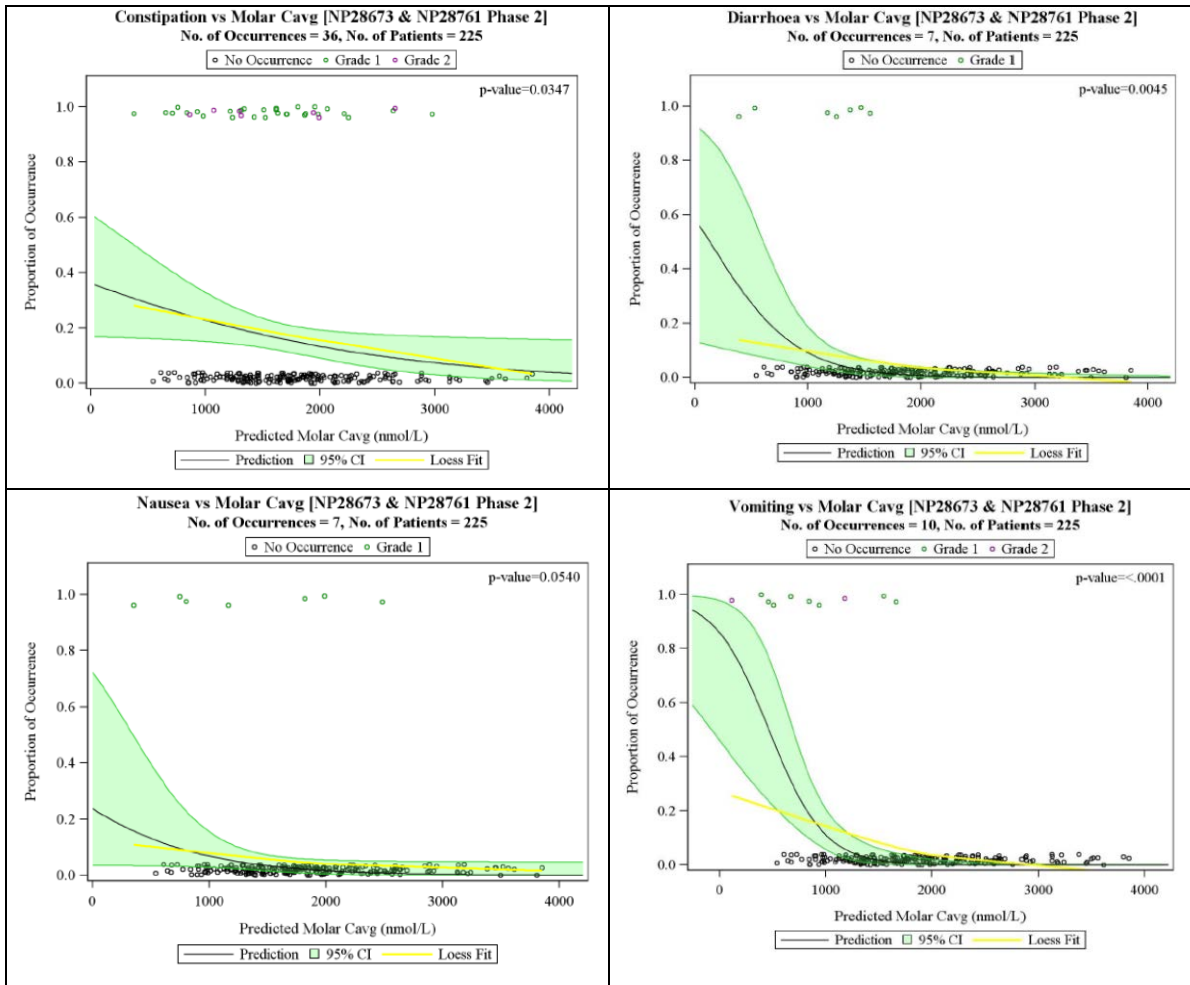 Constipation vs Molar Cavg [NP28673 & NP28761 Phase 2]
No. of Occurrences = 36, No. of Patients = 225
No Occurrence Grade 1 Grade 2
p-value=0.0347
Proportion of Occurrence
1.0
0.8
0.6
0.4
0.2
0.0
0 1000 2000 3000 4000
Predicted Molar Cavg (nmol/L)
Prediction 95% CI Loess Fit
Diarrhoea vs Molar Cavg [NP28673 & NP28761 Phase 2]
No. of Occurrences = 7, No. of Patients = 225
No Occurrence Grade 1
p-value=0.0045
Proportion of Occurrence
1.0
0.8
0.6
0.4
0.2
0.0
0 1000 2000 3000 4000
Predicted Molar Cavg (nmol/L)
Prediction 95% CI Loess Fit
Nausea vs Molar Cavg [NP28673 & NP28761 Phase 2]
No. of Occurrences = 7, No. of Patients = 225
No Occurrence Grade 1
p-value=0.0540
Proportion of Occurrence
1.0
0.8
0.6
0.4
0.2
0.0
0 1000 2000 3000 4000
Predicted Molar Cavg (nmol/L)
Prediction 95% CI Loess Fit
Vomiting vs Molar Cavg [NP28673 & NP28761 Phase 2]
No. of Occurrences = 10, No. of Patients = 225
No Occurrence Grade 1 Grade 2
p-value=<.0001
Proportion of Occurrence
1.0
0.8
0.6
0.4
0.2
0.0
0 1000 2000 3000 4000
Predicted Molar Cavg (nmol/L)
Prediction 95% CI Loess Fit